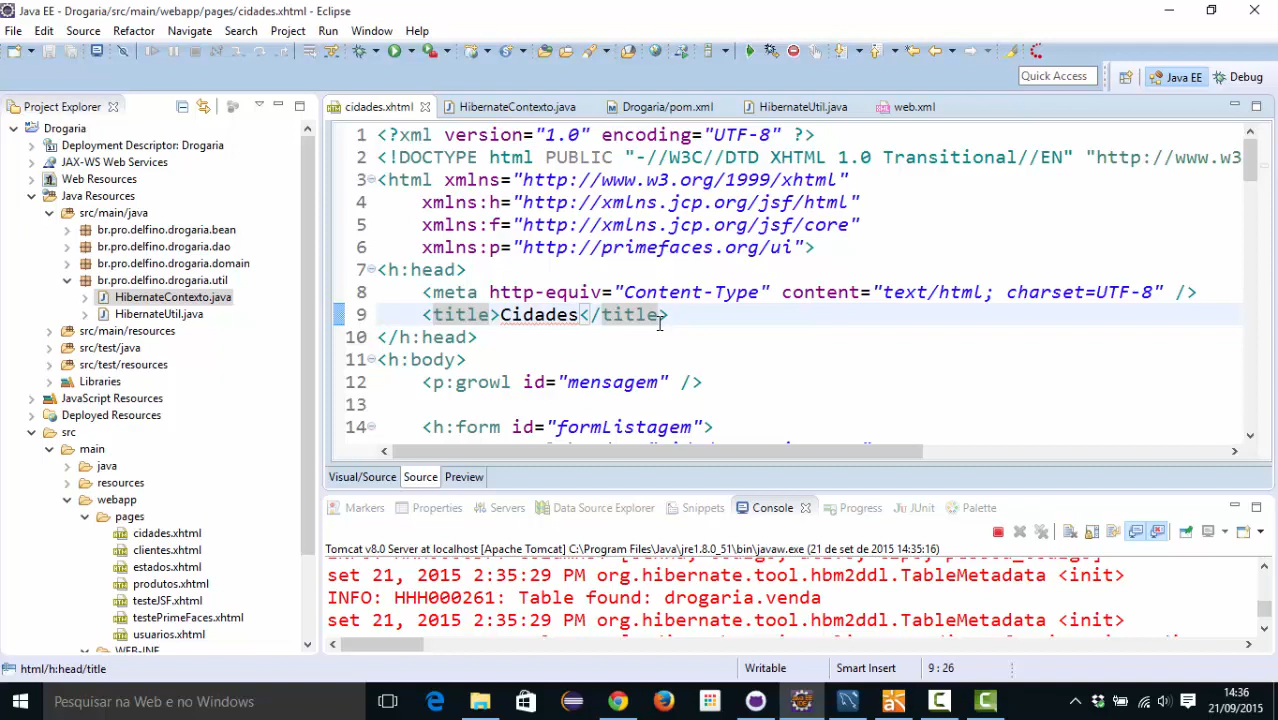 Java EE - Drogaria/src/main/webapp/pages/cidades.xhtml - Eclipse
File Edit Source Refactor Navigate Search Project Run Window Help
Quick Access
Java EE
Debug
Project Explorer
Drogaria
Deployment Descriptor: Drogaria
JAX-WS Web Services
Web Resources
Java Resources
src/main/java
br.pro.delfino.drogaria.bean
br.pro.delfino.drogaria.dao
br.pro.delfino.drogaria.domain
br.pro.delfino.drogaria.util
HibernateContexto.java
HibernateUtil.java
src/main/resources
src/test/java
src/test/resources
Libraries
JavaScript Resources
Deployed Resources
src
main
java
resources
webapp
pages
cidades.xhtml
clientes.xhtml
estados.xhtml
produtos.xhtml
testeJSF.xhtml
testePrimeFaces.xhtml
usuarios.xhtml
WEB-INF
cidades.xhtml HibernateContexto.java Drogaria/pom.xml HibernateUtil.java web.xml
1 <?xml version="1.0" encoding="UTF-8" ?>
2 <!DOCTYPE html PUBLIC "-//W3C//DTD XHTML 1.0 Transitional//EN" "http://www.w3
3 <html xmlns="http://www.w3.org/1999/xhtml"
4 xmlns:h="http://xmlns.jcp.org/jsf/html"
5 xmlns:f="http://xmlns.jcp.org/jsf/core"
6 xmlns:p="http://primefaces.org/ui">
7 <h:head>
8 <meta http-equiv="Content-Type" content="text/html; charset=UTF-8" />
9 <title>Cidades</title>
10 </h:head>
11 <h:body>
12 <p:growl id="mensagem" />
13
14 <h:form id="formListagem">
Visual/Source Source Preview
Markers Properties Servers Data Source Explorer Snippets Console Progress JUnit Palette
Tomcat v8.0 Server at localhost [Apache Tomcat] C:\Program Files\Java\jre1.8.0_51\bin\javaw.exe (21 de set de 2015 14:35:16)
set 21, 2015 2:35:29 PM org.hibernate.tool.hbm2ddl.TableMetadata <init>
INFO: HHH000261: Table found: drogaria.venda
set 21, 2015 2:35:29 PM org.hibernate.tool.hbm2ddl.TableMetadata <init>
html/h:head/title
Writable
Smart Insert
9 : 26
Pesquisar na Web e no Windows
14:36
21/09/2015